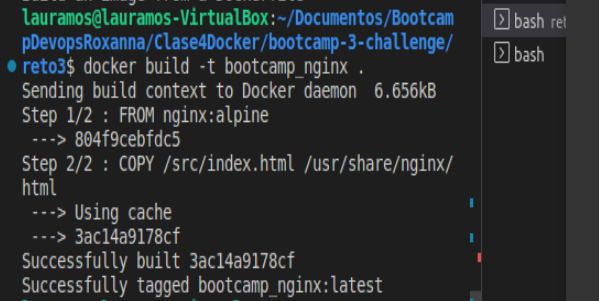 lauramos@lauramos-VirtualBox:~/Documentos/Bootcam
pDevopsRoxanna/Clase4Docker/bootcamp-3-challenge/
reto3$ docker build -t bootcamp_nginx .
Sending build context to Docker daemon  6.656kB
Step 1/2 : FROM nginx:alpine
 ---> 804f9cebfdc5
Step 2/2 : COPY /src/index.html /usr/share/nginx/
html
 ---> Using cache
 ---> 3ac14a9178cf
Successfully built 3ac14a9178cf
Successfully tagged bootcamp_nginx:latest
bash ret
bash